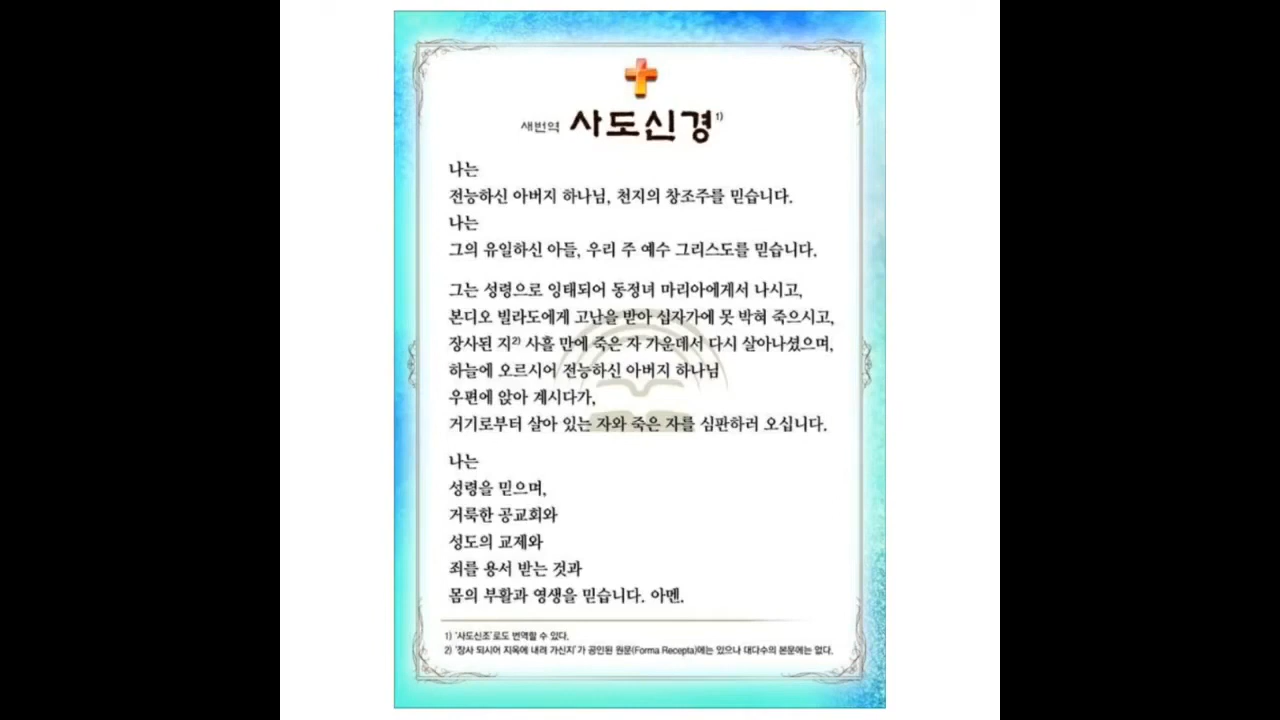 새번역 사도신경1)
나는
전능하신 아버지 하나님, 천지의 창조주를 믿습니다.
나는
그의 유일하신 아들, 우리 주 예수 그리스도를 믿습니다.
그는 성령으로 잉태되어 동정녀 마리아에게서 나시고,
본디오 빌라도에게 고난을 받아 십자가에 못 박혀 죽으시고,
장사된 지2) 사흘 만에 죽은 자 가운데서 다시 살아나셨으며,
하늘에 오르시어 전능하신 아버지 하나님
우편에 앉아 계시다가,
거기로부터 살아 있는 자와 죽은 자를 심판하러 오십니다.
나는
성령을 믿으며,
거룩한 공교회와
성도의 교제와
죄를 용서 받는 것과
몸의 부활과 영생을 믿습니다. 아멘.
1) '사도신조'로도 번역할 수 있다.
2) '장사 되시어 지옥에 내려 가신지'가 공인된 원문(Forma Recepta)에는 있으나 대다수의 본문에는 없다.